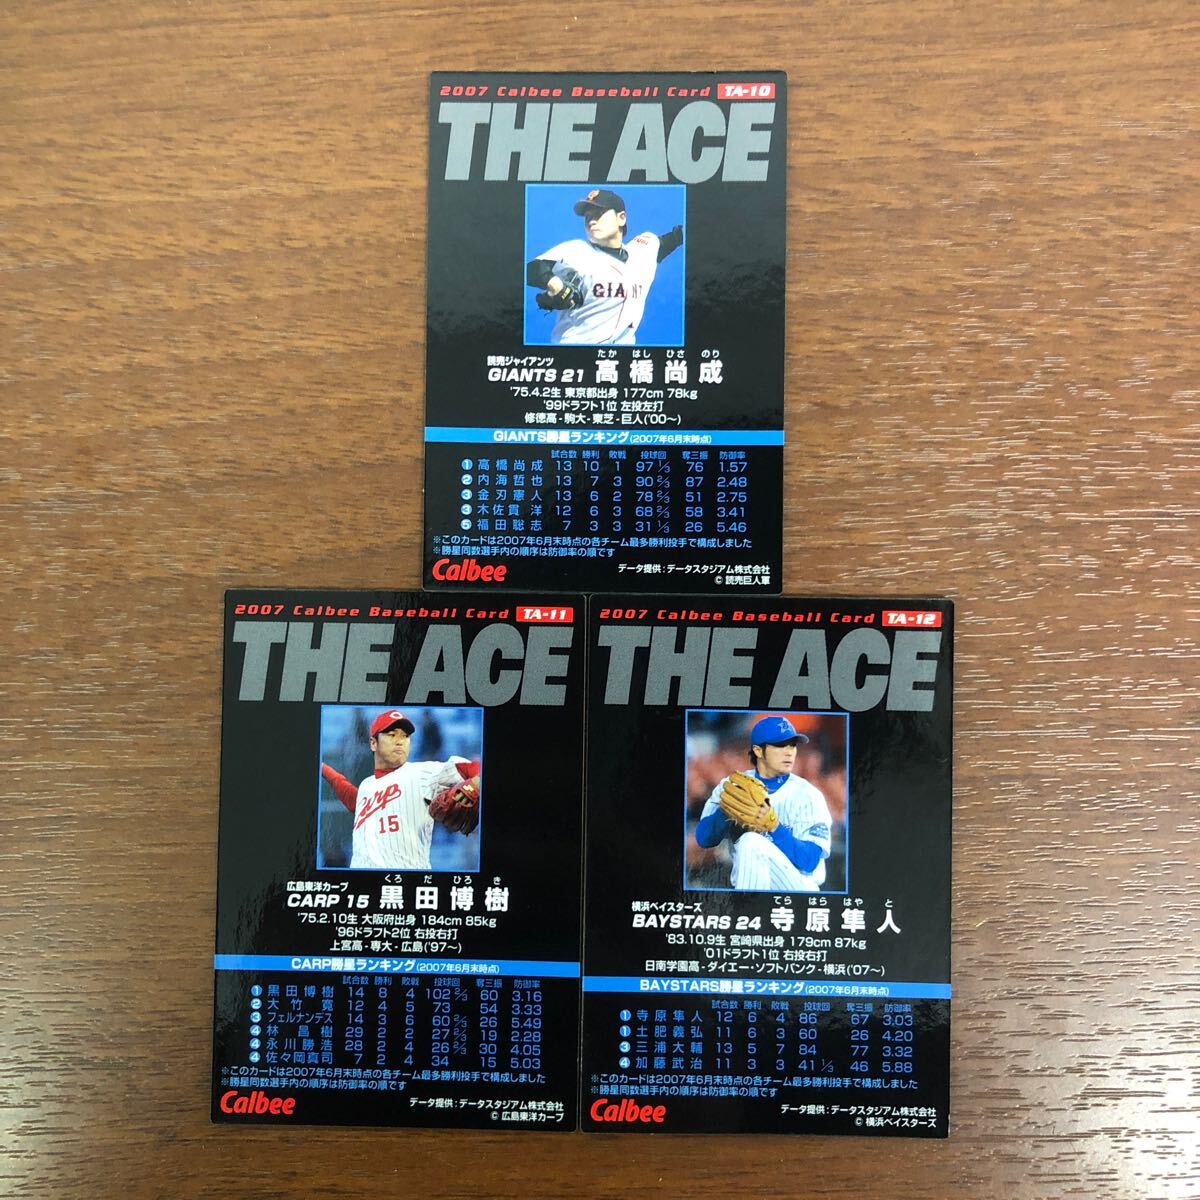 2007 Calbee Baseball Card TA-10
THE ACE
GIANTS
読売ジャイアンツ たか はし ひさ のり
GIANTS 21 高橋尚成
'75.4.2生 東京都出身 177cm 78kg
'99ドラフト1位 左投左打
修徳高-駒大-東芝-巨人('00〜)
GIANTS勝星ランキング(2007年6月末時点)
試合数 勝利 敗戦 投球回 奪三振 防御率
1 高橋尚成 13 10 1 97 1/3 76 1.57
2 内海哲也 13 7 3 90 2/3 87 2.48
3 金刃憲人 13 6 2 78 2/3 51 2.75
3 木佐貫洋 12 6 3 68 2/3 58 3.41
5 福田聡志 7 3 3 31 1/3 26 5.46
※このカードは2007年6月末時点の各チーム最多勝利投手で構成しました
※勝星同数選手内の順序は防御率の順です
Calbee データ提供:データスタジアム株式会社
© 読売巨人軍
2007 Calbee Baseball Card TA-11
THE ACE
Carp
15
広島東洋カープ くろ だ ひろ き
CARP 15 黒田博樹
'75.2.10生 大阪府出身 184cm 85kg
'96ドラフト2位 右投右打
上宮高-専大-広島('97〜)
CARP勝星ランキング(2007年6月末時点)
試合数 勝利 敗戦 投球回 奪三振 防御率
1 黒田博樹 14 8 4 102 2/3 60 3.16
2 大竹寛 12 4 5 73 54 3.33
3 フェルナンデス 14 3 6 60 2/3 26 5.49
4 林昌樹 29 2 2 27 2/3 19 2.28
4 永川勝浩 28 2 4 26 2/3 30 4.05
4 佐々岡真司 7 2 4 34 15 5.03
※このカードは2007年6月末時点の各チーム最多勝利投手で構成しました
※勝星同数選手内の順序は防御率の順です
Calbee データ提供:データスタジアム株式会社
© 広島東洋カープ
2007 Calbee Baseball Card TA-12
THE ACE
横浜ベイスターズ てら はら はや と
BAYSTARS 24 寺原隼人
'83.10.9生 宮崎県出身 179cm 87kg
'01ドラフト1位 右投右打
日南学園高-ダイエー・ソフトバンク-横浜('07〜)
BAYSTARS勝星ランキング(2007年6月末時点)
試合数 勝利 敗戦 投球回 奪三振 防御率
1 寺原隼人 12 6 4 86 67 3.03
1 土肥義弘 11 6 3 60 26 4.20
3 三浦大輔 13 5 7 84 77 3.32
4 加藤武治 11 3 3 41 1/3 46 5.88
※このカードは2007年6月末時点の各チーム最多勝利投手で構成しました
※勝星同数選手内の順序は防御率の順です
Calbee データ提供:データスタジアム株式会社
© 横浜ベイスターズ